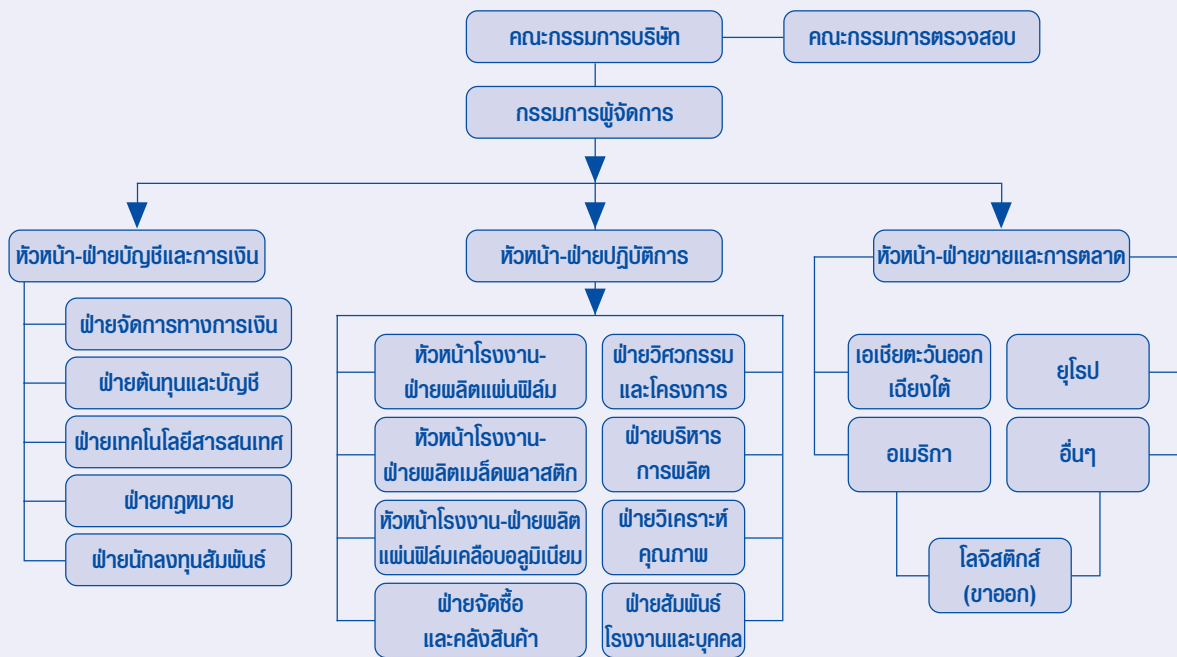 คณะกรรมการบริษัท
คณะกรรมการตรวจสอบ
กรรมการผู้จัดการ
หัวหน้า-ฝ่ายบัญชีและการเงิน
ฝ่ายจัดการทางการเงิน
ฝ่ายต้นทุนและบัญชี
ฝ่ายเทคโนโลยีสารสนเทศ
ฝ่ายกฎหมาย
ฝ่ายนักลงทุนสัมพันธ์
หัวหน้า-ฝ่ายปฏิบัติการ
หัวหน้าโรงงาน-
ฝ่ายผลิตแผ่นฟิล์ม
หัวหน้าโรงงาน-
ฝ่ายผลิตเมล็ดพลาสติก
หัวหน้าโรงงาน-ฝ่ายผลิต
แผ่นฟิล์มเคลือบอลูมิเนียม
ฝ่ายจัดซื้อ
และคลังสินค้า
ฝ่ายวิศวกรรม
และโครงการ
ฝ่ายบริหาร
การผลิต
ฝ่ายวิเคราะห์
คุณภาพ
ฝ่ายสัมพันธ์
โรงงานและบุคคล
หัวหน้า-ฝ่ายขายและการตลาด
เอเชียตะวันออก
เฉียงใต้
ยุโรป
อเมริกา
อื่นๆ
โลจิสติกส์
(ขาออก)